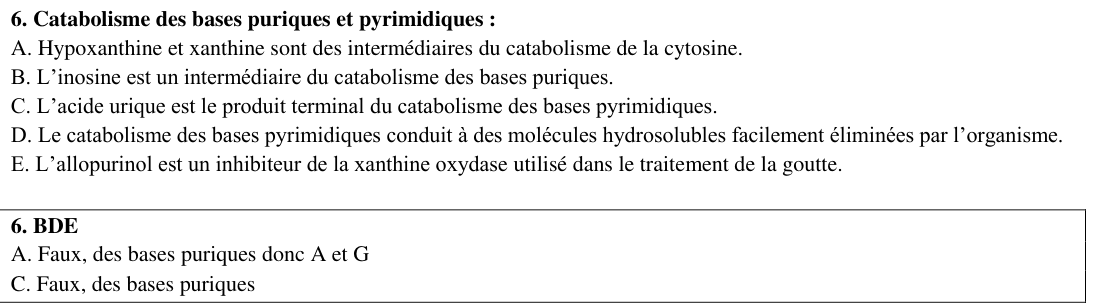 6. Catabolisme des bases puriques et pyrimidiques :
A. Hypoxanthine et xanthine sont des intermédiaires du catabolisme de la cytosine.
B. L’inosine est un intermédiaire du catabolisme des bases puriques.
C. L’acide urique est le produit terminal du catabolisme des bases pyrimidiques.
D. Le catabolisme des bases pyrimidiques conduit à des molécules hydrosolubles facilement éliminées par l’organisme.
E. L’allopurinol est un inhibiteur de la xanthine oxydase utilisé dans le traitement de la goutte.
6. BDE
A. Faux, des bases puriques donc A et G
C. Faux, des bases puriques